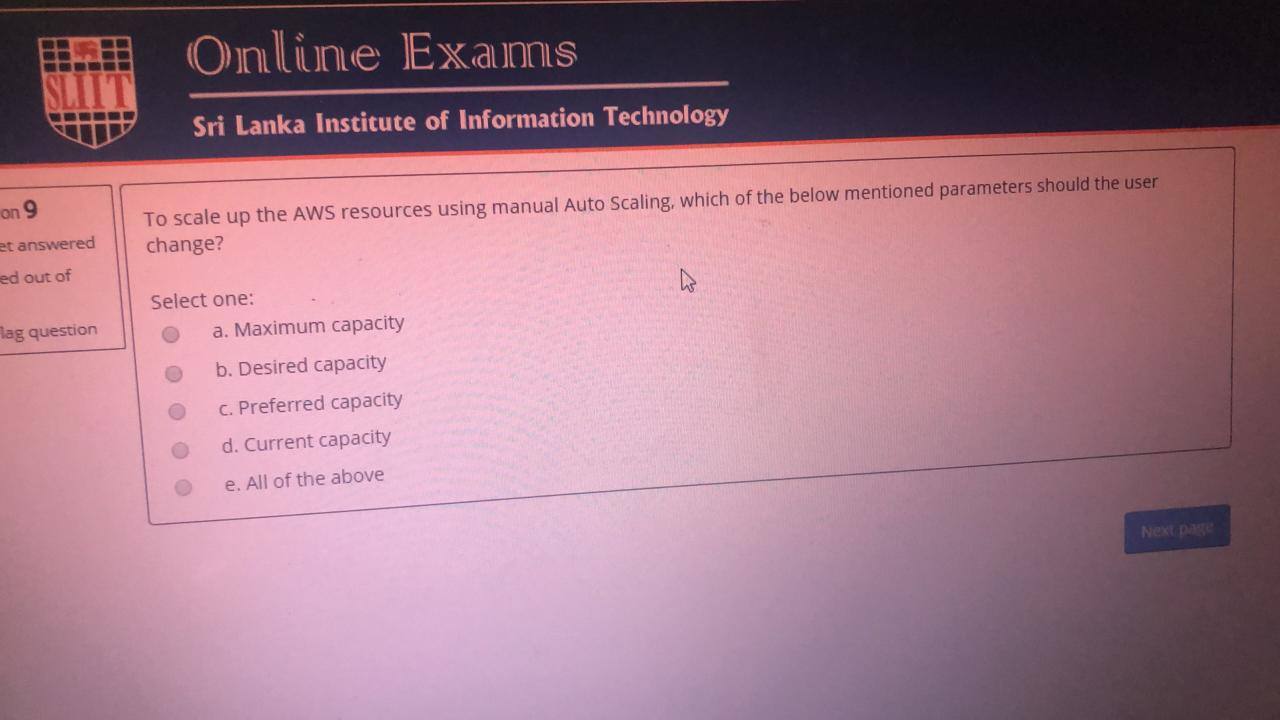 SLIIT
Online Exams
Sri Lanka Institute of Information Technology
on 9
et answered
ed out of
lag question
To scale up the AWS resources using manual Auto Scaling, which of the below mentioned parameters should the user
change?
Select one:
a. Maximum capacity
b. Desired capacity
c. Preferred capacity
d. Current capacity
e. All of the above
Next page